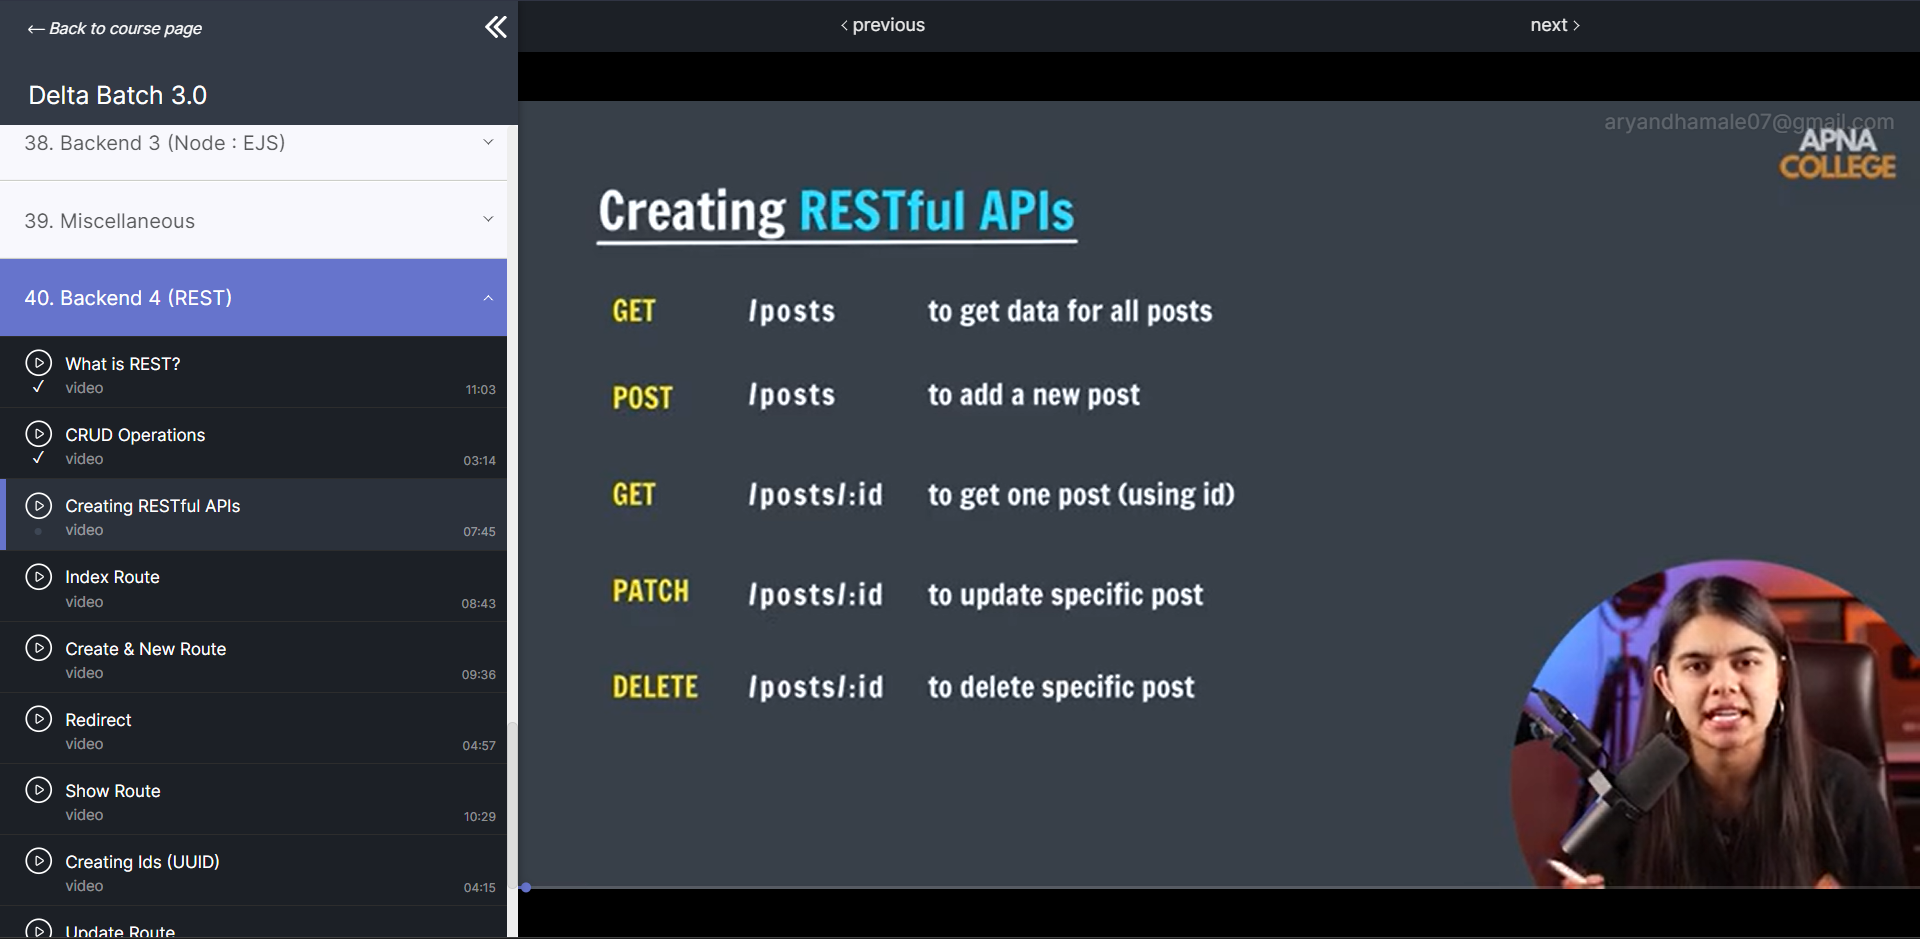 ← Back to course page
Delta Batch 3.0
38. Backend 3 (Node : EJS)
39. Miscellaneous
40. Backend 4 (REST)
What is REST?
video
11:03
CRUD Operations
video
03:14
Creating RESTful APIs
video
07:45
Index Route
video
08:43
Create & New Route
video
09:36
Redirect
video
04:57
Show Route
video
10:29
Creating Ids (UUID)
video
04:15
Update Route
‹ previous
next ›
aryandhamale07@gmail.com
APNA
COLLEGE
Creating RESTful APIs
GET /posts to get data for all posts
POST /posts to add a new post
GET /posts/:id to get one post (using id)
PATCH /posts/:id to update specific post
DELETE /posts/:id to delete specific post